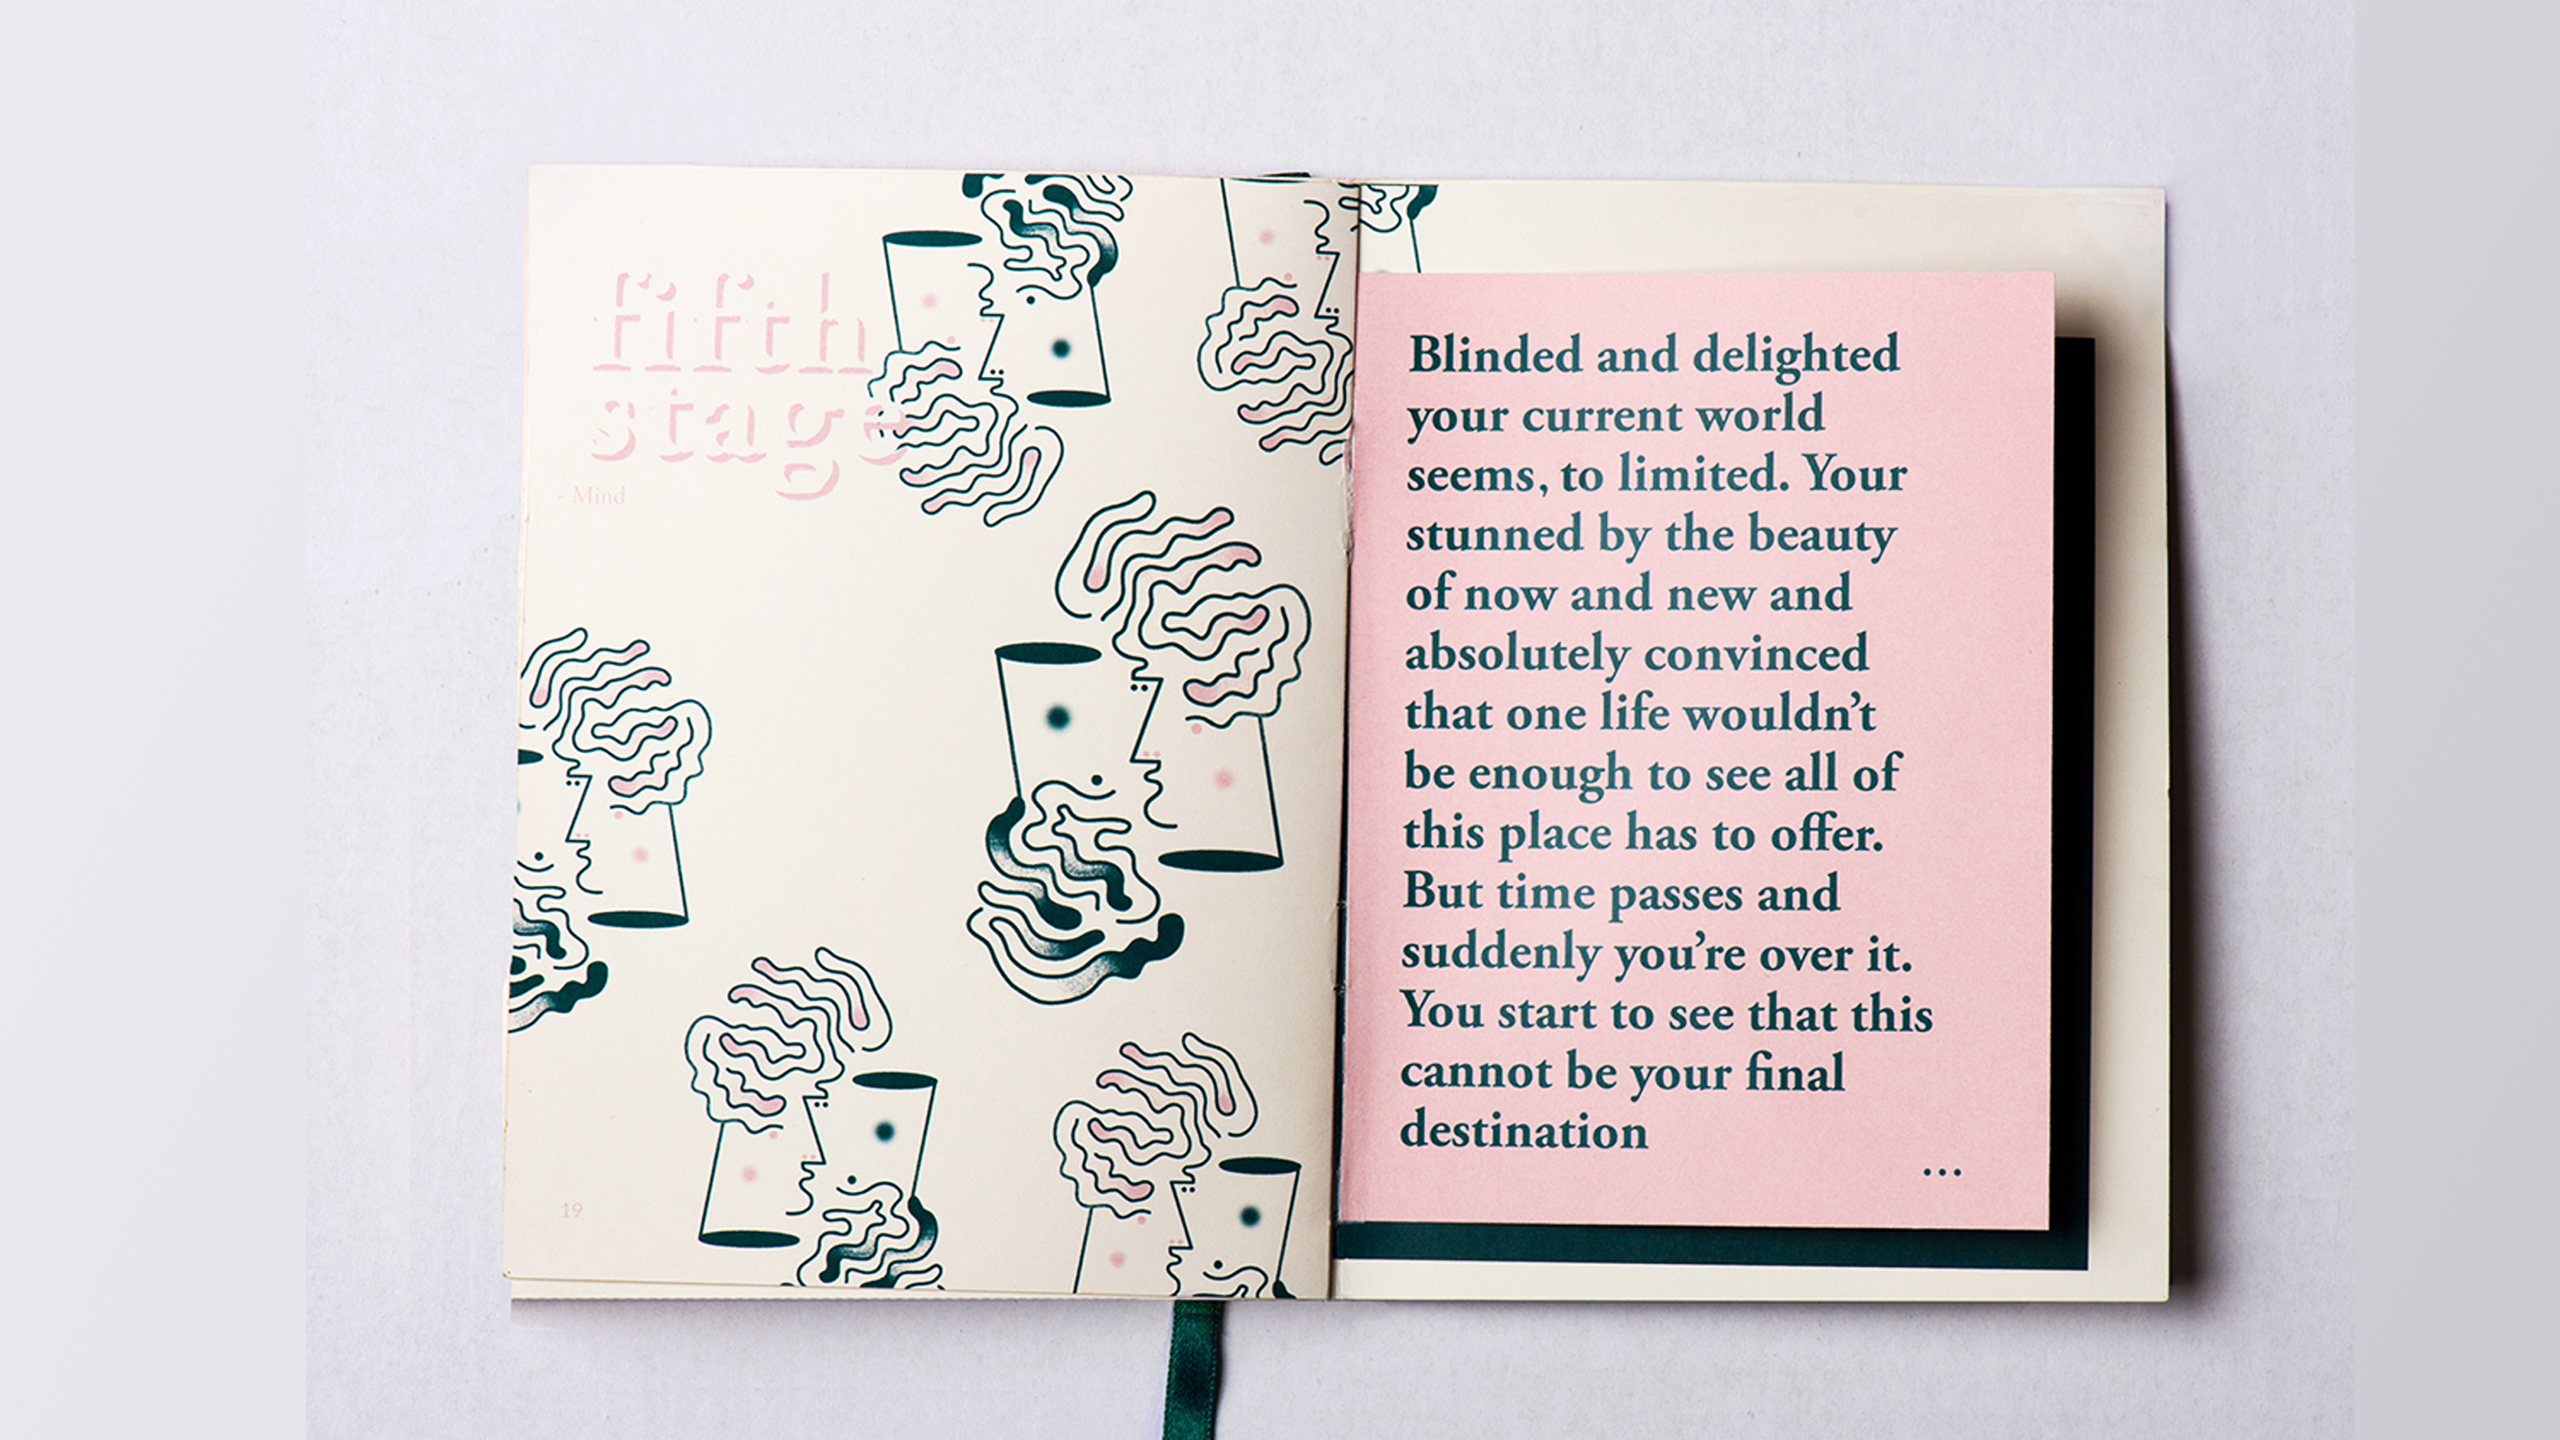 fifth
stage
- Mind
19
Blinded and delighted
your current world
seems, to limited. Your
stunned by the beauty
of now and new and
absolutely convinced
that one life wouldn’t
be enough to see all of
this place has to offer.
But time passes and
suddenly you’re over it.
You start to see that this
cannot be your final
destination
...